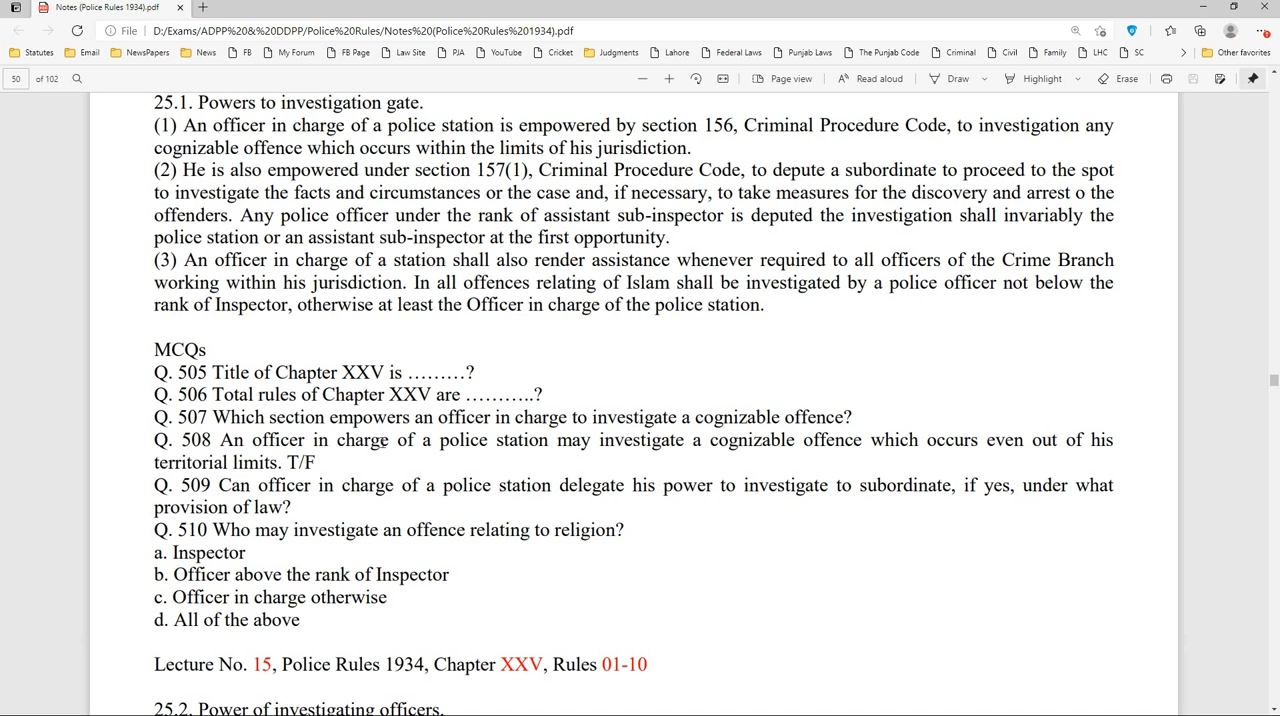 Notes (Police Rules 1934).pdf
File D:/Exams/ADPP%20&%20DDPP/Police%20Rules/Notes%20(Police%20Rules%201934).pdf
Statutes Email NewsPapers News FB My Forum FB Page Law Site PJA YouTube Cricket Judgments Lahore Federal Laws Punjab Laws The Punjab Code Criminal Civil Family LHC SC Other favorites
50 of 102 Page view Read aloud Draw Highlight Erase
25.1. Powers to investigation gate.
(1) An officer in charge of a police station is empowered by section 156, Criminal Procedure Code, to investigation any
cognizable offence which occurs within the limits of his jurisdiction.
(2) He is also empowered under section 157(1), Criminal Procedure Code, to depute a subordinate to proceed to the spot
to investigate the facts and circumstances or the case and, if necessary, to take measures for the discovery and arrest o the
offenders. Any police officer under the rank of assistant sub-inspector is deputed the investigation shall invariably the
police station or an assistant sub-inspector at the first opportunity.
(3) An officer in charge of a station shall also render assistance whenever required to all officers of the Crime Branch
working within his jurisdiction. In all offences relating of Islam shall be investigated by a police officer not below the
rank of Inspector, otherwise at least the Officer in charge of the police station.
MCQs
Q. 505 Title of Chapter XXV is ………?
Q. 506 Total rules of Chapter XXV are ………..?
Q. 507 Which section empowers an officer in charge to investigate a cognizable offence?
Q. 508 An officer in charge of a police station may investigate a cognizable offence which occurs even out of his
territorial limits. T/F
Q. 509 Can officer in charge of a police station delegate his power to investigate to subordinate, if yes, under what
provision of law?
Q. 510 Who may investigate an offence relating to religion?
a. Inspector
b. Officer above the rank of Inspector
c. Officer in charge otherwise
d. All of the above
Lecture No. 15, Police Rules 1934, Chapter XXV, Rules 01-10
25.2. Power of investigating officers.